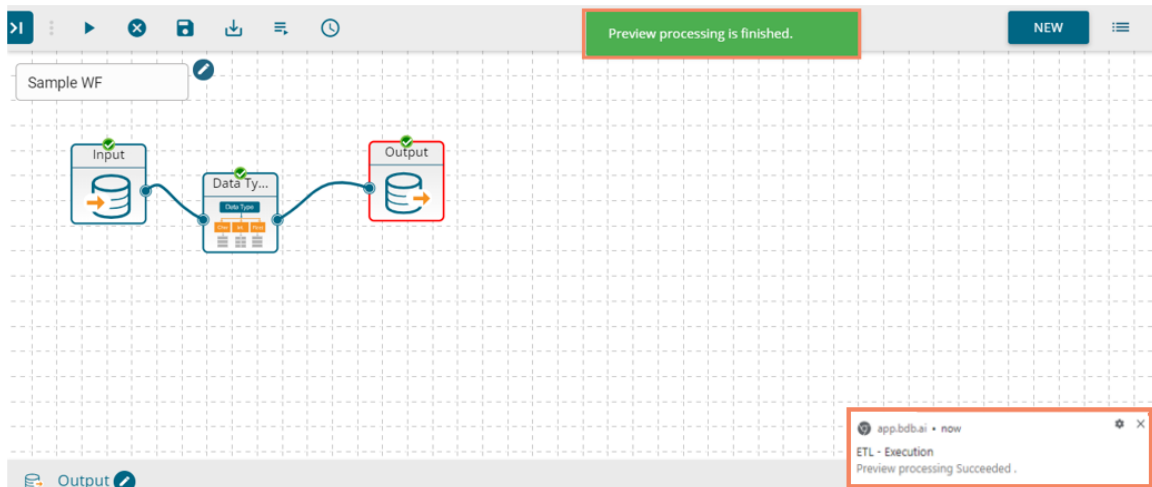 Preview processing is finished.
NEW
Sample WF
Input
Data Ty...
Data Type
Output
app.bdb.ai • now
ETL - Execution
Preview processing Succeeded .
Output